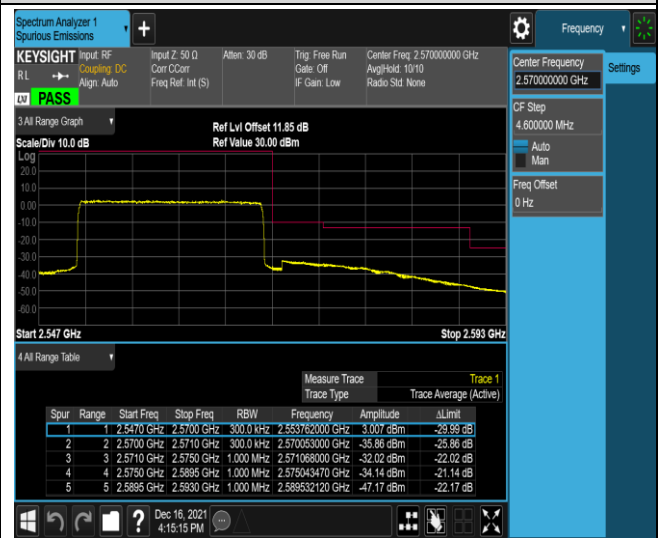 Spectrum Analyzer 1
Spurious Emissions
Frequency
KEYSIGHT
RL
Input: RF
Coupling: DC
Align: Auto
Input Z: 50 Ω
Corr CCorr
Freq Ref: Int (S)
Atten: 30 dB
Trig: Free Run
Gate: Off
IF Gain: Low
Center Freq: 2.570000000 GHz
Avg|Hold: 10/10
Radio Std: None
PASS
Center Frequency
2.570000000 GHz
Settings
CF Step
4.600000 MHz
Auto
Man
Freq Offset
0 Hz
3 All Range Graph
Scale/Div 10.0 dB
Ref Lvl Offset 11.85 dB
Ref Value 30.00 dBm
Log
20.0
10.0
0.00
-10.0
-20.0
-30.0
-40.0
-50.0
-60.0
Start 2.547 GHz
Stop 2.593 GHz
4 All Range Table
Measure Trace Trace 1
Trace Type Trace Average (Active)
Spur Range Start Freq Stop Freq RBW Frequency Amplitude ΔLimit
1 1 2.5470 GHz 2.5700 GHz 300.0 kHz 2.553762000 GHz 3.007 dBm -29.99 dB
2 2 2.5700 GHz 2.5710 GHz 300.0 kHz 2.570053000 GHz -35.86 dBm -25.86 dB
3 3 2.5710 GHz 2.5750 GHz 1.000 MHz 2.571068000 GHz -32.02 dBm -22.02 dB
4 4 2.5750 GHz 2.5895 GHz 1.000 MHz 2.575043470 GHz -34.14 dBm -21.14 dB
5 5 2.5895 GHz 2.5930 GHz 1.000 MHz 2.589532120 GHz -47.17 dBm -22.17 dB
Dec 16, 2021
4:15:15 PM